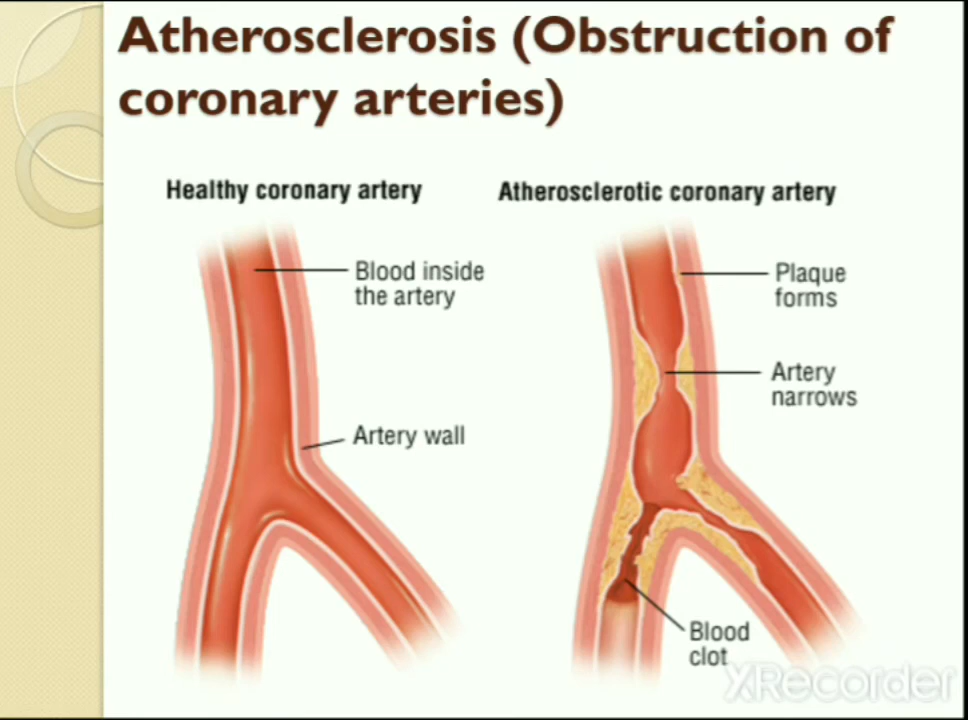 Atherosclerosis (Obstruction of
coronary arteries)
Healthy coronary artery
Atherosclerotic coronary artery
Blood inside
the artery
Plaque
forms
Artery
narrows
Artery wall
Blood
clot
XRecorder